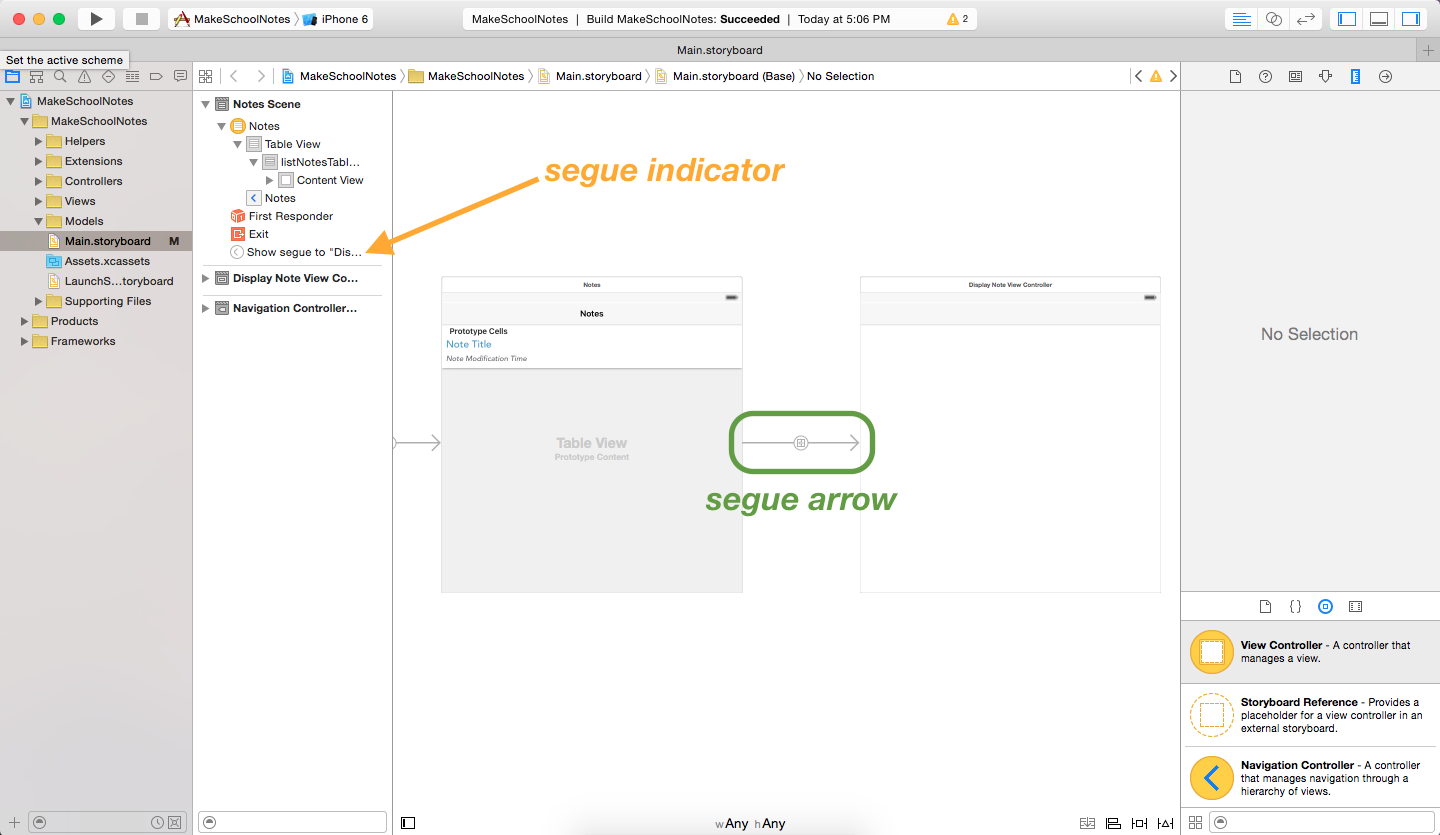 MakeSchoolNotes
iPhone 6
MakeSchoolNotes | Build MakeSchoolNotes: Succeeded | Today at 5:06 PM
2
Main.storyboard
Set the active scheme
MakeSchoolNotes
MakeSchoolNotes
Main.storyboard
Main.storyboard (Base)
No Selection
MakeSchoolNotes
MakeSchoolNotes
Helpers
Extensions
Controllers
Views
Models
Main.storyboard M
Assets.xcassets
LaunchS...toryboard
Supporting Files
Products
Frameworks
Notes Scene
Notes
Table View
listNotesTabl...
Content View
Notes
First Responder
Exit
Show segue to "Dis...
Display Note View Co...
Navigation Controller...
segue indicator
Notes
Notes
Prototype Cells
Note Title
Note Modification Time
Table View
Prototype Content
segue arrow
Display Note View Controller
wAny hAny
No Selection
{ }
View Controller - A controller that
manages a view.
Storyboard Reference - Provides a
placeholder for a view controller in an
external storyboard.
Navigation Controller - A controller
that manages navigation through a
hierarchy of views.